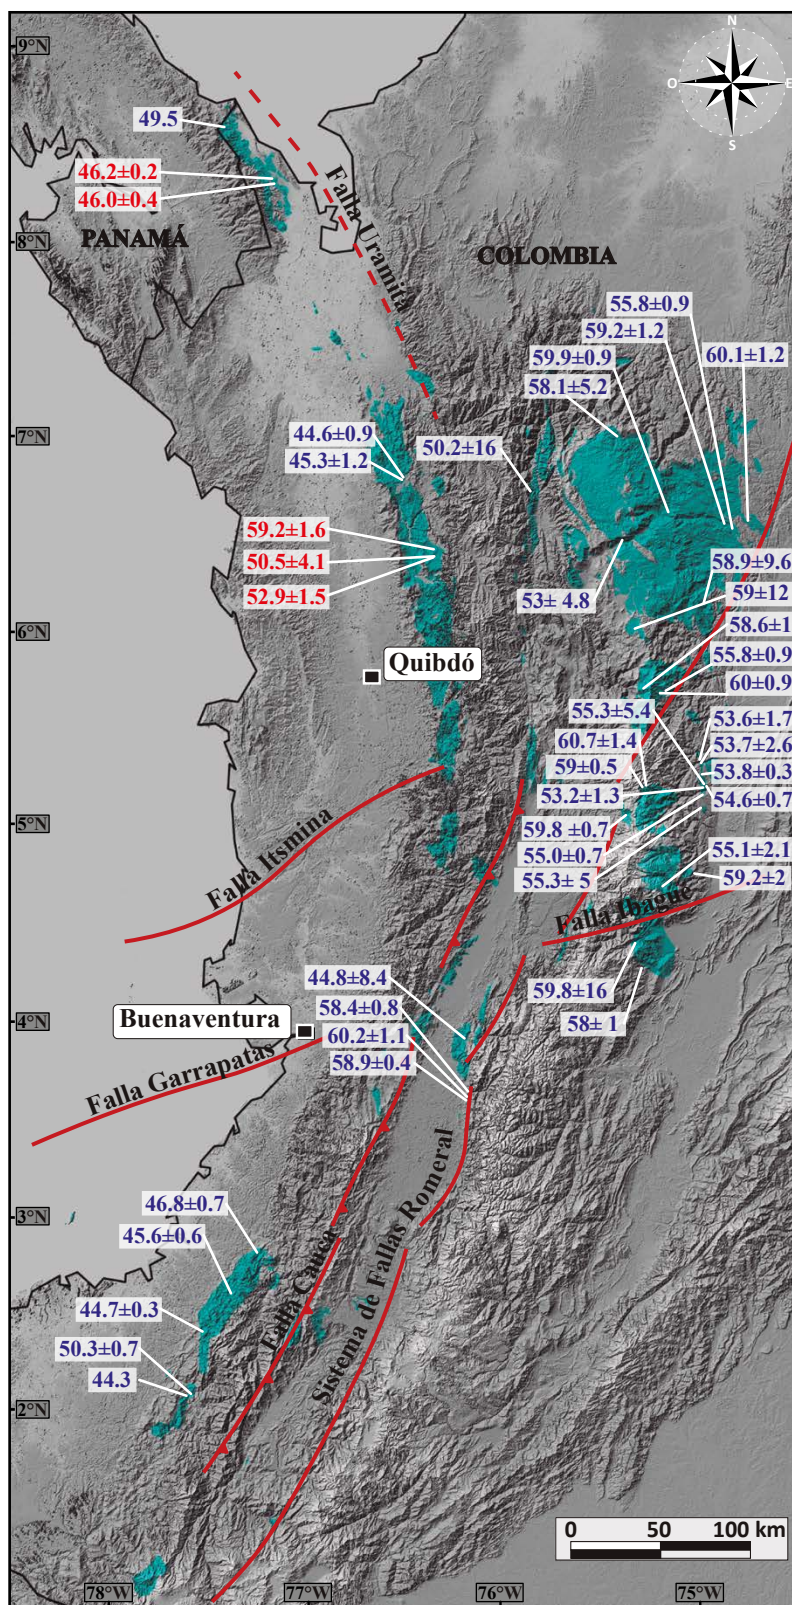 9°N
N
O
E
S
49.5
46.2±0.2
46.0±0.4
Falla Uramita
8°N
PANAMÁ
COLOMBIA
55.8±0.9
59.2±1.2
59.9±0.9
60.1±1.2
58.1±5.2
7°N
44.6±0.9
45.3±1.2
50.2±16
59.2±1.6
50.5±4.1
52.9±1.5
58.9±9.6
53± 4.8
59±12
6°N
58.6±1
Quibdó
55.8±0.9
60±0.9
55.3±5.4
53.6±1.7
60.7±1.4
53.7±2.6
59±0.5
53.8±0.3
53.2±1.3
54.6±0.7
5°N
59.8 ±0.7
55.0±0.7
55.1±2.1
55.3± 5
59.2±2
Falla Itsmina
Falla Ibagué
44.8±8.4
59.8±16
58.4±0.8
58± 1
4°N
Buenaventura
60.2±1.1
58.9±0.4
Falla Garrapatas
3°N
46.8±0.7
45.6±0.6
Falla Cauca
Sistema de Fallas Romeral
44.7±0.3
50.3±0.7
44.3
2°N
0
50
100 km
78°W
77°W
76°W
75°W